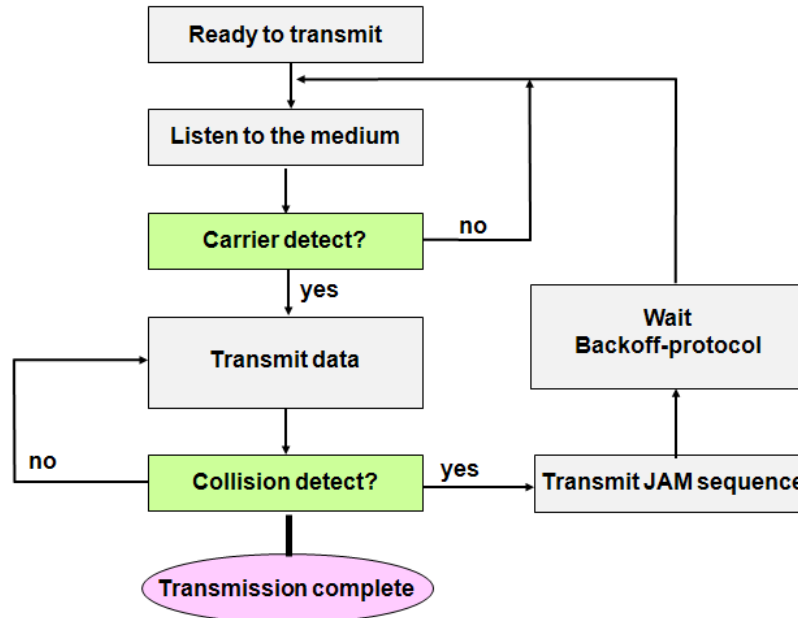 Ready to transmit
Listen to the medium
Carrier detect?
no
yes
Wait
Backoff-protocol
Transmit data
no
Collision detect?
yes
Transmit JAM sequence
Transmission complete